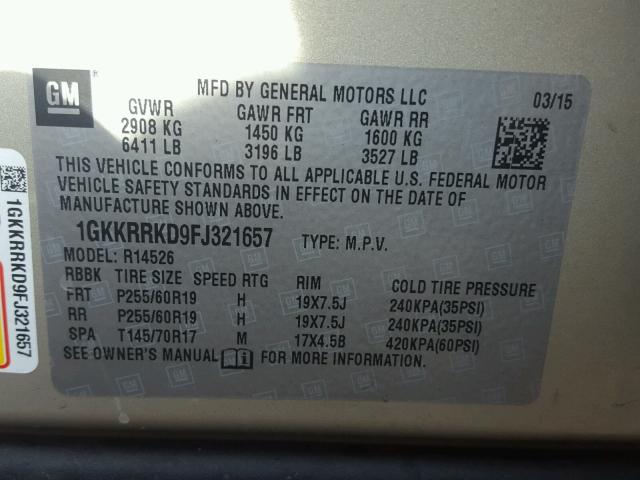 GM
MFD BY GENERAL MOTORS LLC
03/15
GVWR GAWR FRT GAWR RR
2908 KG 1450 KG 1600 KG
6411 LB 3196 LB 3527 LB
THIS VEHICLE CONFORMS TO ALL APPLICABLE U.S. FEDERAL MOTOR
VEHICLE SAFETY STANDARDS IN EFFECT ON THE DATE OF
MANUFACTURE SHOWN ABOVE.
1GKKRRKD9FJ321657 TYPE: M.P.V.
MODEL: R14526
RBBK TIRE SIZE SPEED RTG RIM COLD TIRE PRESSURE
FRT P255/60R19 H 19X7.5J 240KPA(35PSI)
RR P255/60R19 H 19X7.5J 240KPA(35PSI)
SPA T145/70R17 M 17X4.5B 420KPA(60PSI)
SEE OWNER'S MANUAL FOR MORE INFORMATION.
1GKKRRKD9FJ321657